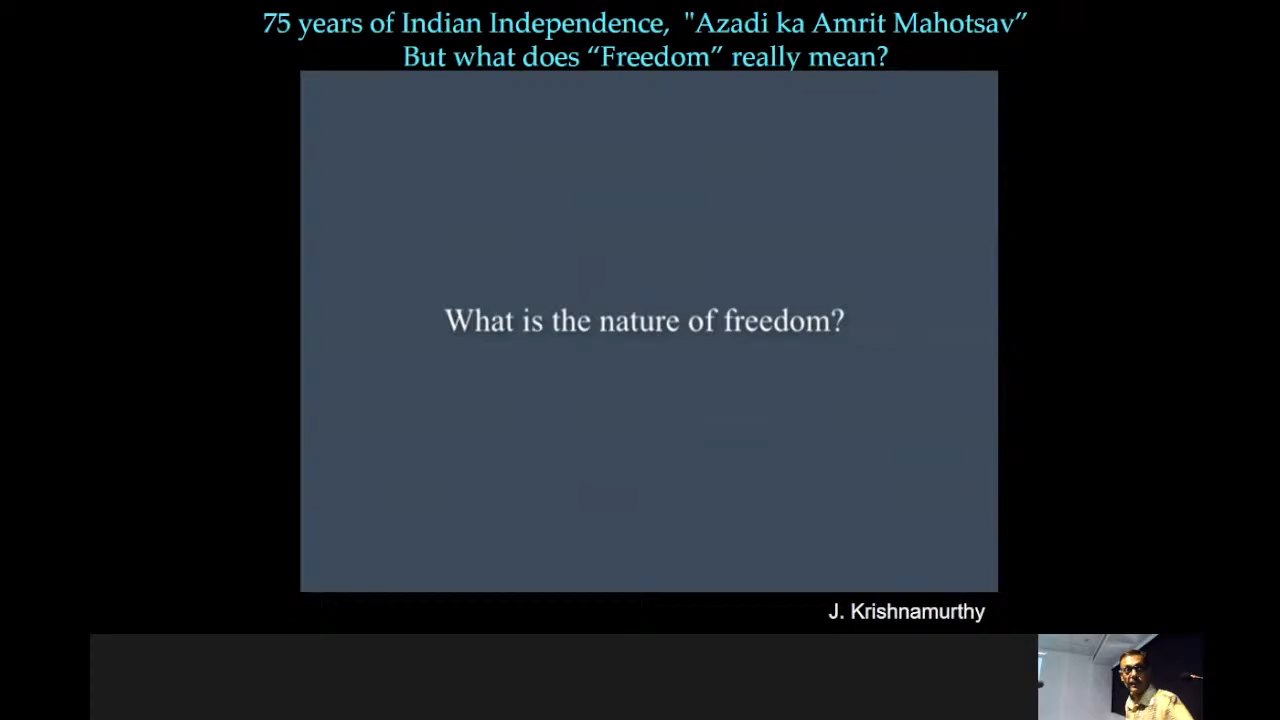 75 years of Indian Independence,  "Azadi ka Amrit Mahotsav”
But what does “Freedom” really mean?
What is the nature of freedom?
J. Krishnamurthy